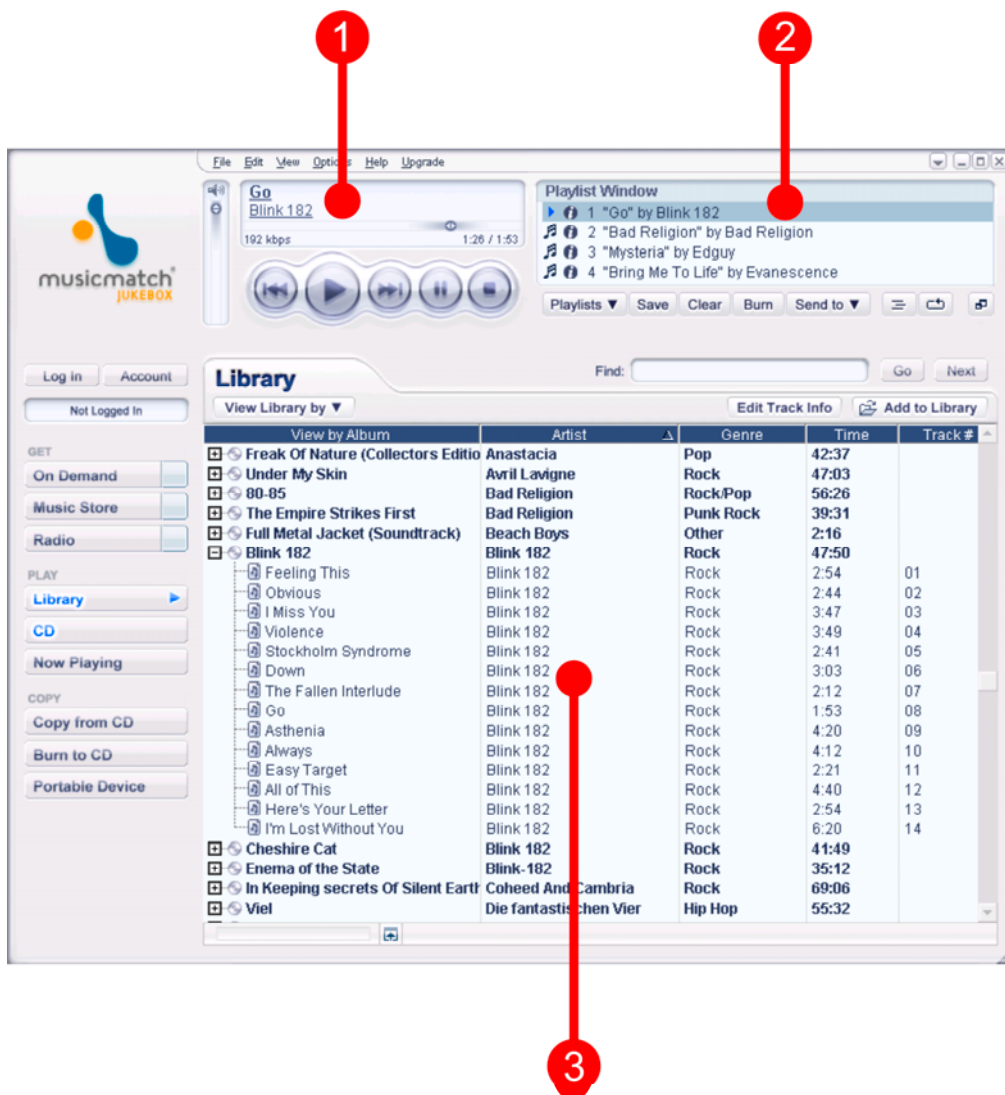 1
2
File Edit View Options Help Upgrade
Go
Blink 182
192 kbps 1:26 / 1:53
Playlist Window
1 "Go" by Blink 182
2 "Bad Religion" by Bad Religion
3 "Mysteria" by Edguy
4 "Bring Me To Life" by Evanescence
Playlists ▼ Save Clear Burn Send to ▼
musicmatch
JUKEBOX
Log in Account
Not Logged In
GET
On Demand
Music Store
Radio
PLAY
Library
CD
Now Playing
COPY
Copy from CD
Burn to CD
Portable Device
Library
Find: Go Next
View Library by ▼ Edit Track Info Add to Library
View by Album Artist Genre Time Track #
Freak Of Nature (Collectors Editio Anastacia Pop 42:37
Under My Skin Avril Lavigne Rock 47:03
80-85 Bad Religion Rock/Pop 56:26
The Empire Strikes First Bad Religion Punk Rock 39:31
Full Metal Jacket (Soundtrack) Beach Boys Other 2:16
Blink 182 Blink 182 Rock 47:50
Feeling This Blink 182 Rock 2:54 01
Obvious Blink 182 Rock 2:44 02
I Miss You Blink 182 Rock 3:47 03
Violence Blink 182 Rock 3:49 04
Stockholm Syndrome Blink 182 Rock 2:41 05
Down Blink 182 Rock 3:03 06
The Fallen Interlude Blink 182 Rock 2:12 07
Go Blink 182 Rock 1:53 08
Asthenia Blink 182 Rock 4:20 09
Always Blink 182 Rock 4:12 10
Easy Target Blink 182 Rock 2:21 11
All of This Blink 182 Rock 4:40 12
Here's Your Letter Blink 182 Rock 2:54 13
I'm Lost Without You Blink 182 Rock 6:20 14
Cheshire Cat Blink 182 Rock 41:49
Enema of the State Blink-182 Rock 35:12
In Keeping secrets Of Silent Earth Coheed And Cambria Rock 69:06
Viel Die fantastischen Vier Hip Hop 55:32
3